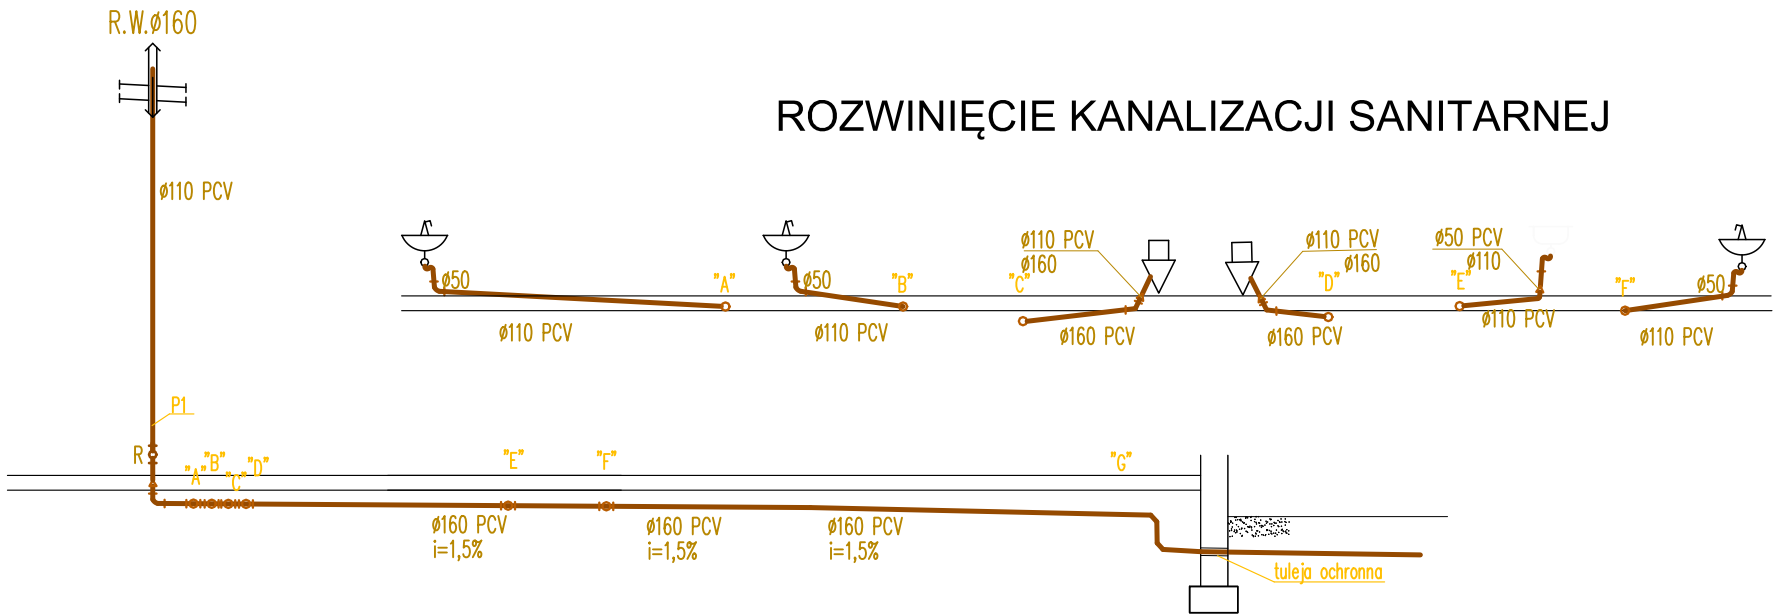 R.W.ø160
ROZWINIĘCIE KANALIZACJI SANITARNEJ
ø110 PCV
ø50
"A"
ø110 PCV
ø50
"B"
ø110 PCV
"C"
ø110 PCV
ø160
ø160 PCV
ø110 PCV
ø160
"D"
ø160 PCV
ø50 PCV
ø110
"E"
ø110 PCV
"F"
ø50
ø110 PCV
P1
R
"A"
"B"
"C"
"D"
"E"
"F"
"G"
ø160 PCV
i=1,5%
ø160 PCV
i=1,5%
ø160 PCV
i=1,5%
tuleja ochronna